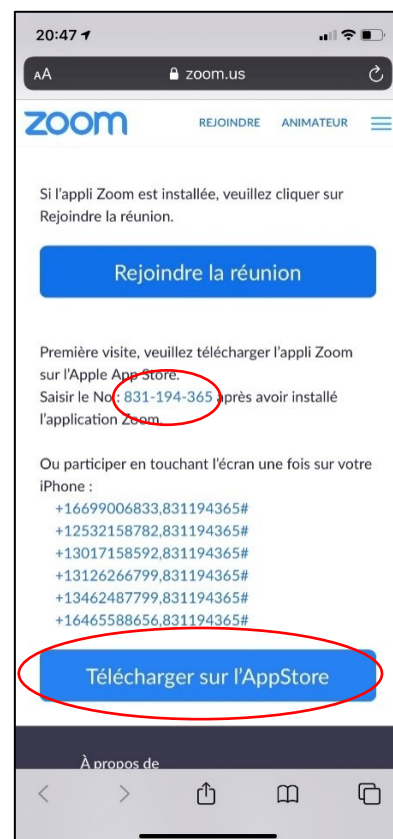 20:47
AA zoom.us
zoom REJOINDRE ANIMATEUR
Si l'appli Zoom est installée, veuillez cliquer sur
Rejoindre la réunion.
Rejoindre la réunion
Première visite, veuillez télécharger l'appli Zoom
sur l'Apple App Store.
Saisir le No : 831-194-365 après avoir installé
l'application Zoom.
Ou participer en touchant l'écran une fois sur votre
iPhone :
+16699006833,831194365#
+12532158782,831194365#
+13017158592,831194365#
+13126266799,831194365#
+13462487799,831194365#
+16465588656,831194365#
Télécharger sur l'AppStore
À propos de